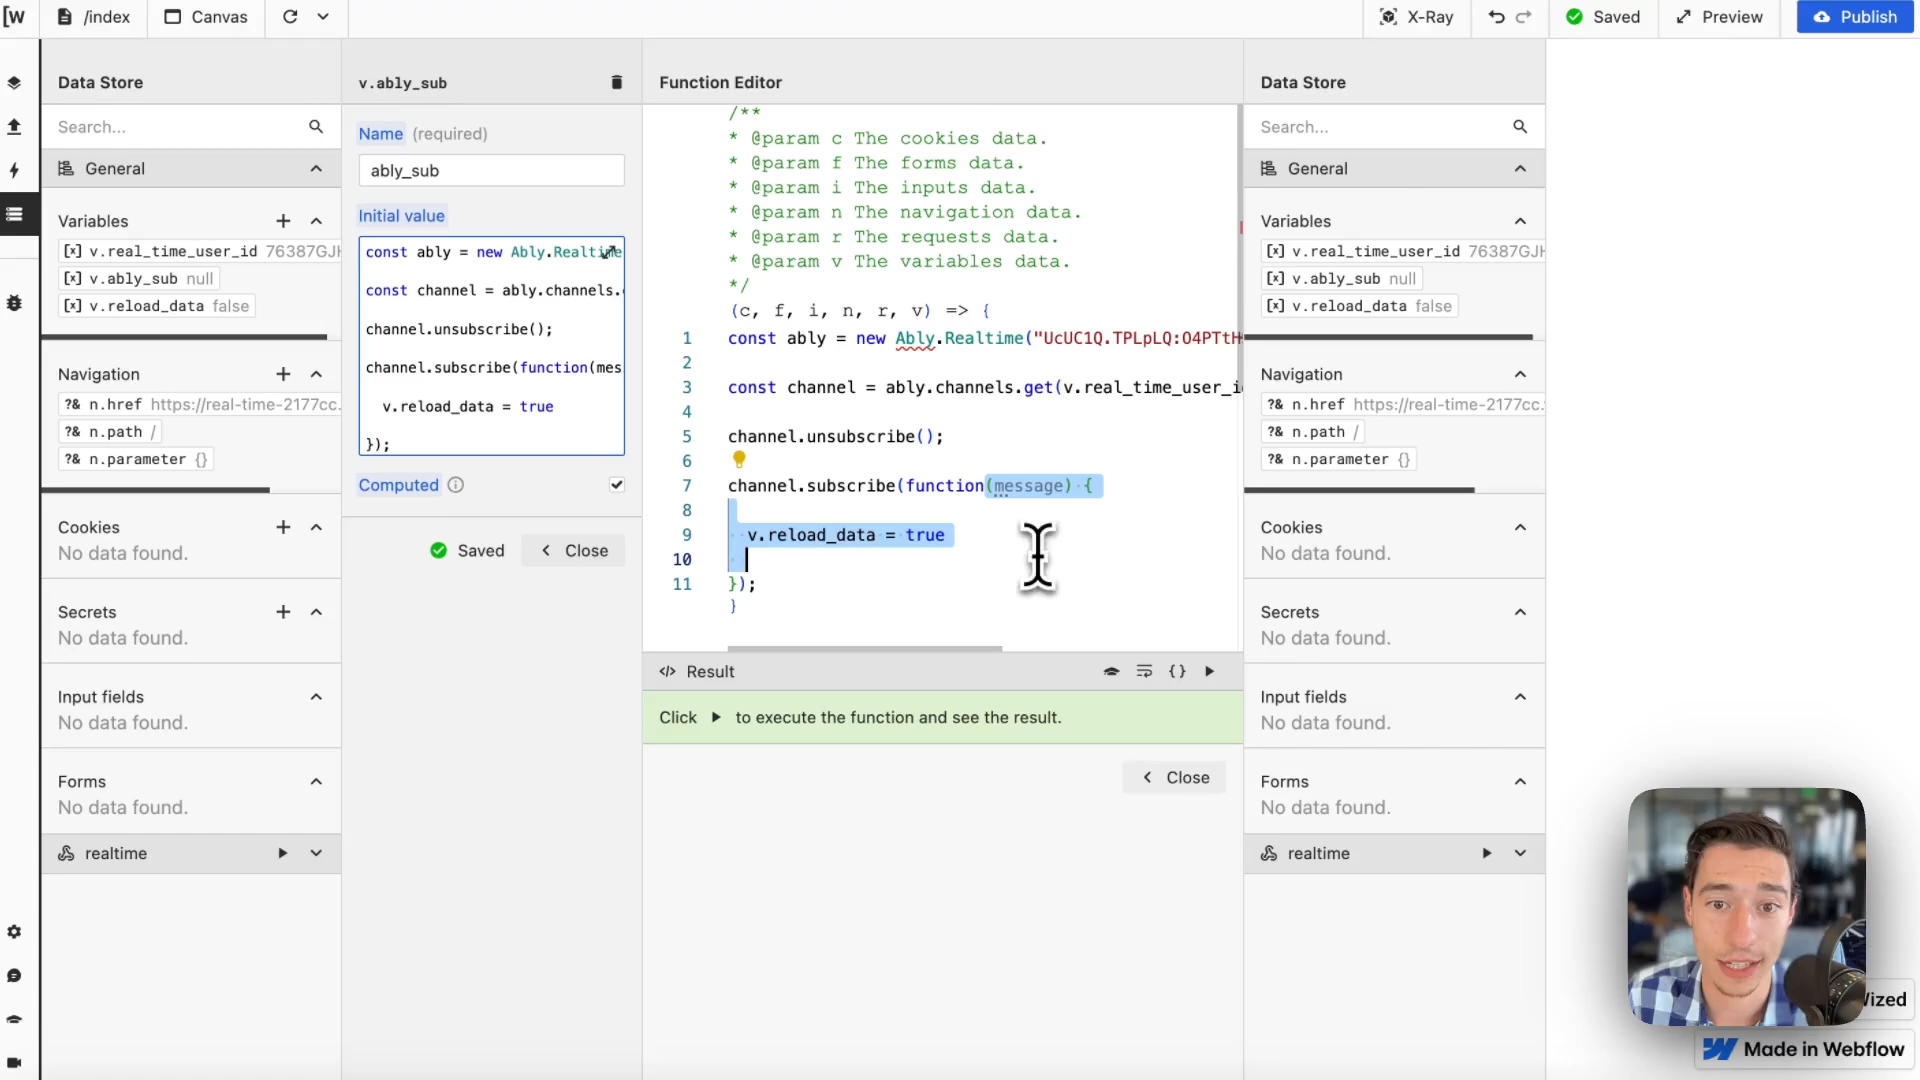 [W
/index
Canvas
X-Ray
Saved
Preview
Publish
Data Store
Search...
General
Variables
[x] v.real_time_user_id 76387GJ
[x] v.ably_sub null
[x] v.reload_data false
Navigation
?& n.href https://real-time-2177cc.
?& n.path /
?& n.parameter {}
Cookies
No data found.
Secrets
No data found.
Input fields
No data found.
Forms
No data found.
realtime
v.ably_sub
Name (required)
ably_sub
Initial value
const ably = new Ably.Realtime
const channel = ably.channels.
channel.unsubscribe();
channel.subscribe(function(mes
v.reload_data = true
});
Computed
Saved
Close
Function Editor
/**
* @param c The cookies data.
* @param f The forms data.
* @param i The inputs data.
* @param n The navigation data.
* @param r The requests data.
* @param v The variables data.
*/
(c, f, i, n, r, v) => {
1 const ably = new Ably.Realtime("UcUC1Q.TPLpLQ:O4PTtH
2
3 const channel = ably.channels.get(v.real_time_user_i
4
5 channel.unsubscribe();
6
7 channel.subscribe(function(message) {
8
9 v.reload_data = true
10
11 });
}
</> Result
{}
Click to execute the function and see the result.
Close
Data Store
Search...
General
Variables
[x] v.real_time_user_id 76387GJ
[x] v.ably_sub null
[x] v.reload_data false
Navigation
?& n.href https://real-time-2177cc.
?& n.path /
?& n.parameter {}
Cookies
No data found.
Secrets
No data found.
Input fields
No data found.
Forms
No data found.
realtime
Made in Webflow